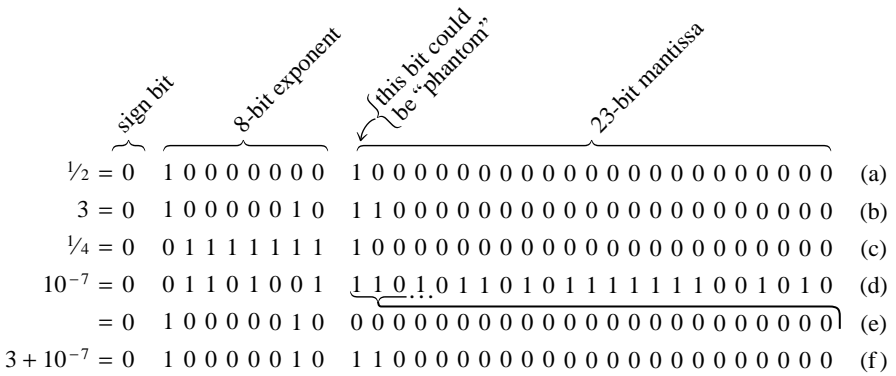 sign bit
8-bit exponent
this bit could
be “phantom”
23-bit mantissa
½ = 0 1 0 0 0 0 0 0 0 1 0 0 0 0 0 0 0 0 0 0 0 0 0 0 0 0 0 0 0 0 0 0 (a)
3 = 0 1 0 0 0 0 0 1 0 1 1 0 0 0 0 0 0 0 0 0 0 0 0 0 0 0 0 0 0 0 0 0 (b)
¼ = 0 0 1 1 1 1 1 1 1 1 0 0 0 0 0 0 0 0 0 0 0 0 0 0 0 0 0 0 0 0 0 0 (c)
10⁻⁷ = 0 0 1 1 0 1 0 0 1 1 1 0 1 0 1 1 0 1 0 1 1 1 1 1 1 1 0 0 1 0 1 0 (d)
...
= 0 1 0 0 0 0 0 1 0 0 0 0 0 0 0 0 0 0 0 0 0 0 0 0 0 0 0 0 0 0 0 0 (e)
3 + 10⁻⁷ = 0 1 0 0 0 0 0 1 0 1 1 0 0 0 0 0 0 0 0 0 0 0 0 0 0 0 0 0 0 0 0 0 (f)